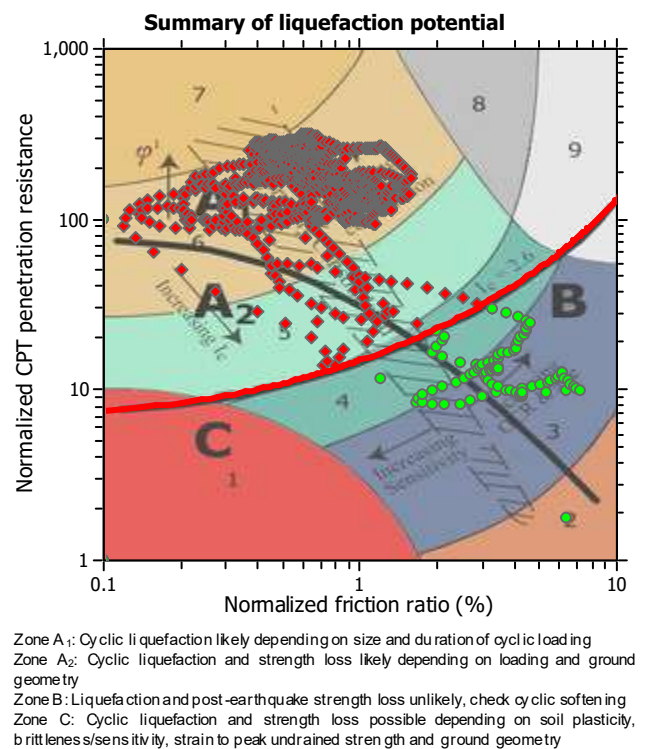 Summary of liquefaction potential
Normalized CPT penetration resistance
1,000
100
10
1
7
8
9
φ'
A
6
A2
5
Increasing Ic
Ic = 2.6
B
4
3
C
1
Increasing
Sensitivity
2
0.1
1
10
Normalized friction ratio (%)
Zone A1: Cyclic liquefaction likely depending on size and duration of cyclic loading
Zone A2: Cyclic liquefaction and strength loss likely depending on loading and ground
geometry
Zone B: Liquefaction and post-earthquake strength loss unlikely, check cyclic softening
Zone C: Cyclic liquefaction and strength loss possible depending on soil plasticity,
brittleness/sensitivity, strain to peak undrained strength and ground geometry